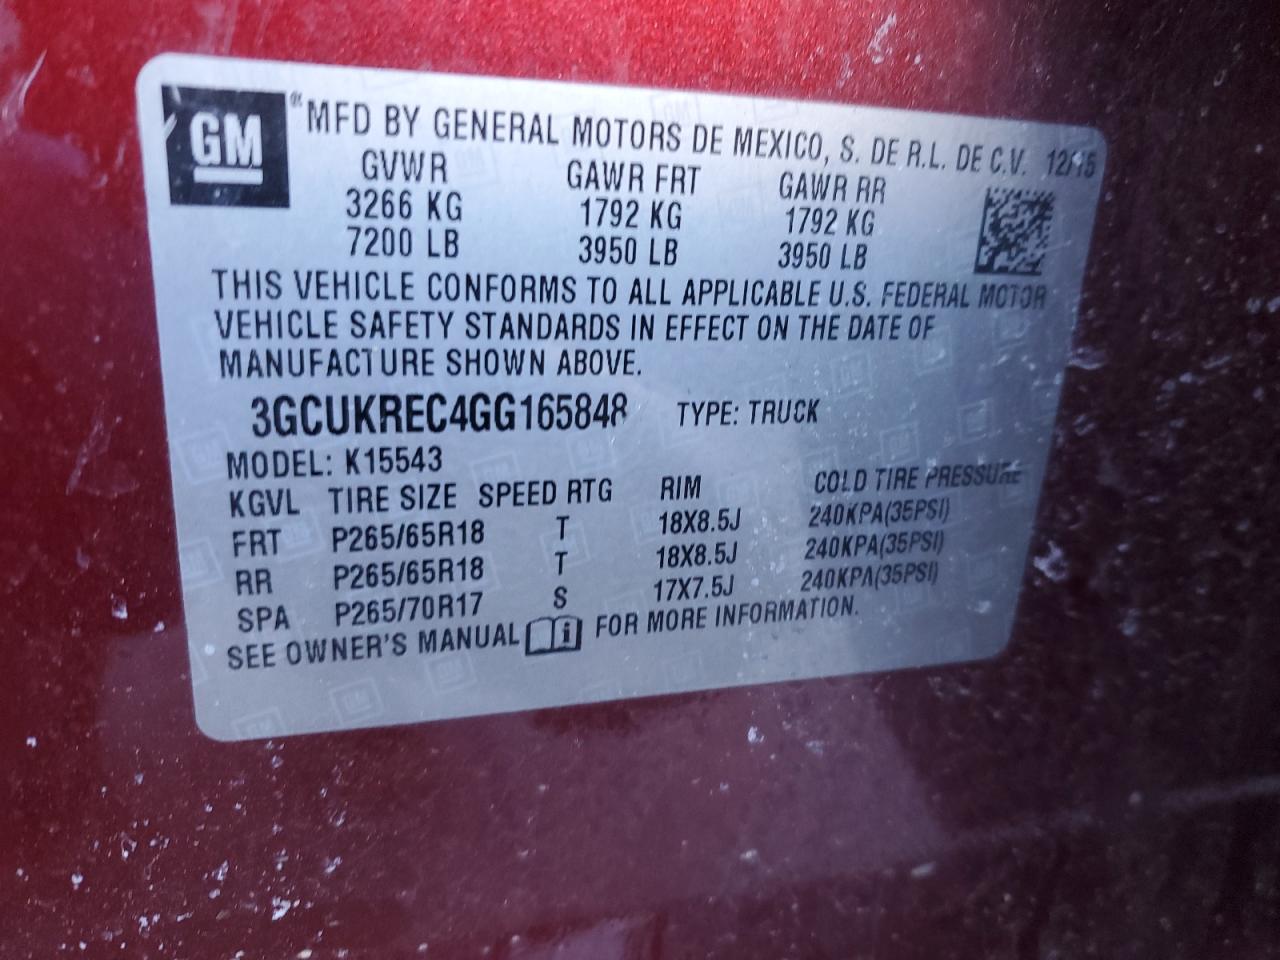 GM ® MFD BY GENERAL MOTORS DE MEXICO, S. DE R.L. DE C.V. 12/15
GVWR GAWR FRT GAWR RR
3266 KG 1792 KG 1792 KG
7200 LB 3950 LB 3950 LB
THIS VEHICLE CONFORMS TO ALL APPLICABLE U.S. FEDERAL MOTOR
VEHICLE SAFETY STANDARDS IN EFFECT ON THE DATE OF
MANUFACTURE SHOWN ABOVE.
3GCUKREC4GG165848 TYPE: TRUCK
MODEL: K15543
KGVL TIRE SIZE SPEED RTG RIM COLD TIRE PRESSURE
FRT P265/65R18 T 18X8.5J 240KPA(35PSI)
RR P265/65R18 T 18X8.5J 240KPA(35PSI)
SPA P265/70R17 S 17X7.5J 240KPA(35PSI)
SEE OWNER'S MANUAL i FOR MORE INFORMATION.